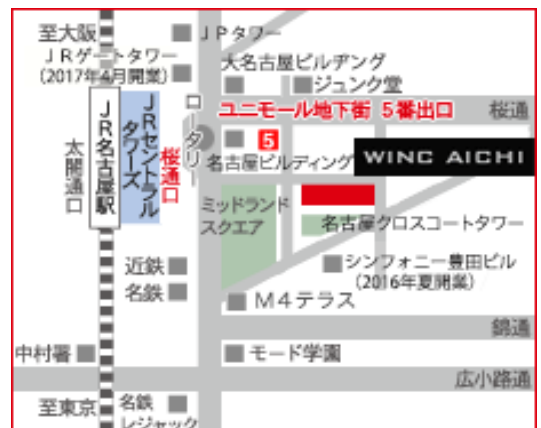 至大阪
JPタワー
JRゲートタワー
(2017年4月開業)
大名古屋ビルヂング
ジュンク堂
ユニモール地下街 5番出口
桜通
ロータリー
JRセントラル
タワーズ
JR名古屋駅
太閤通口
桜通口
5
名古屋ビルディング
WINC AICHI
ミッドランド
スクエア
名古屋クロスコートタワー
近鉄
シンフォニー豊田ビル
(2016年夏開業)
名鉄
M4テラス
錦通
中村署
モード学園
広小路通
至東京
名鉄
レジャック